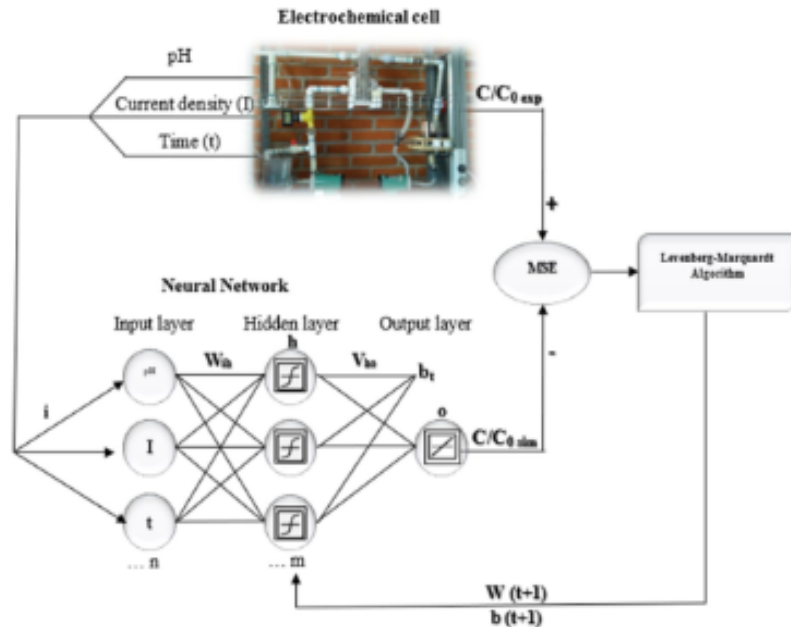 Electrochemical cell
pH
Current density (I)
Time (t)
C/C0 exp
+
MSE
Levenberg-Marquardt
Algorithm
-
Neural Network
Input layer
Hidden layer
Output layer
h
Wih
Vho
bt
i
pH
I
t
o
C/C0 sim
... n
... m
W (t+1)
b (t+1)